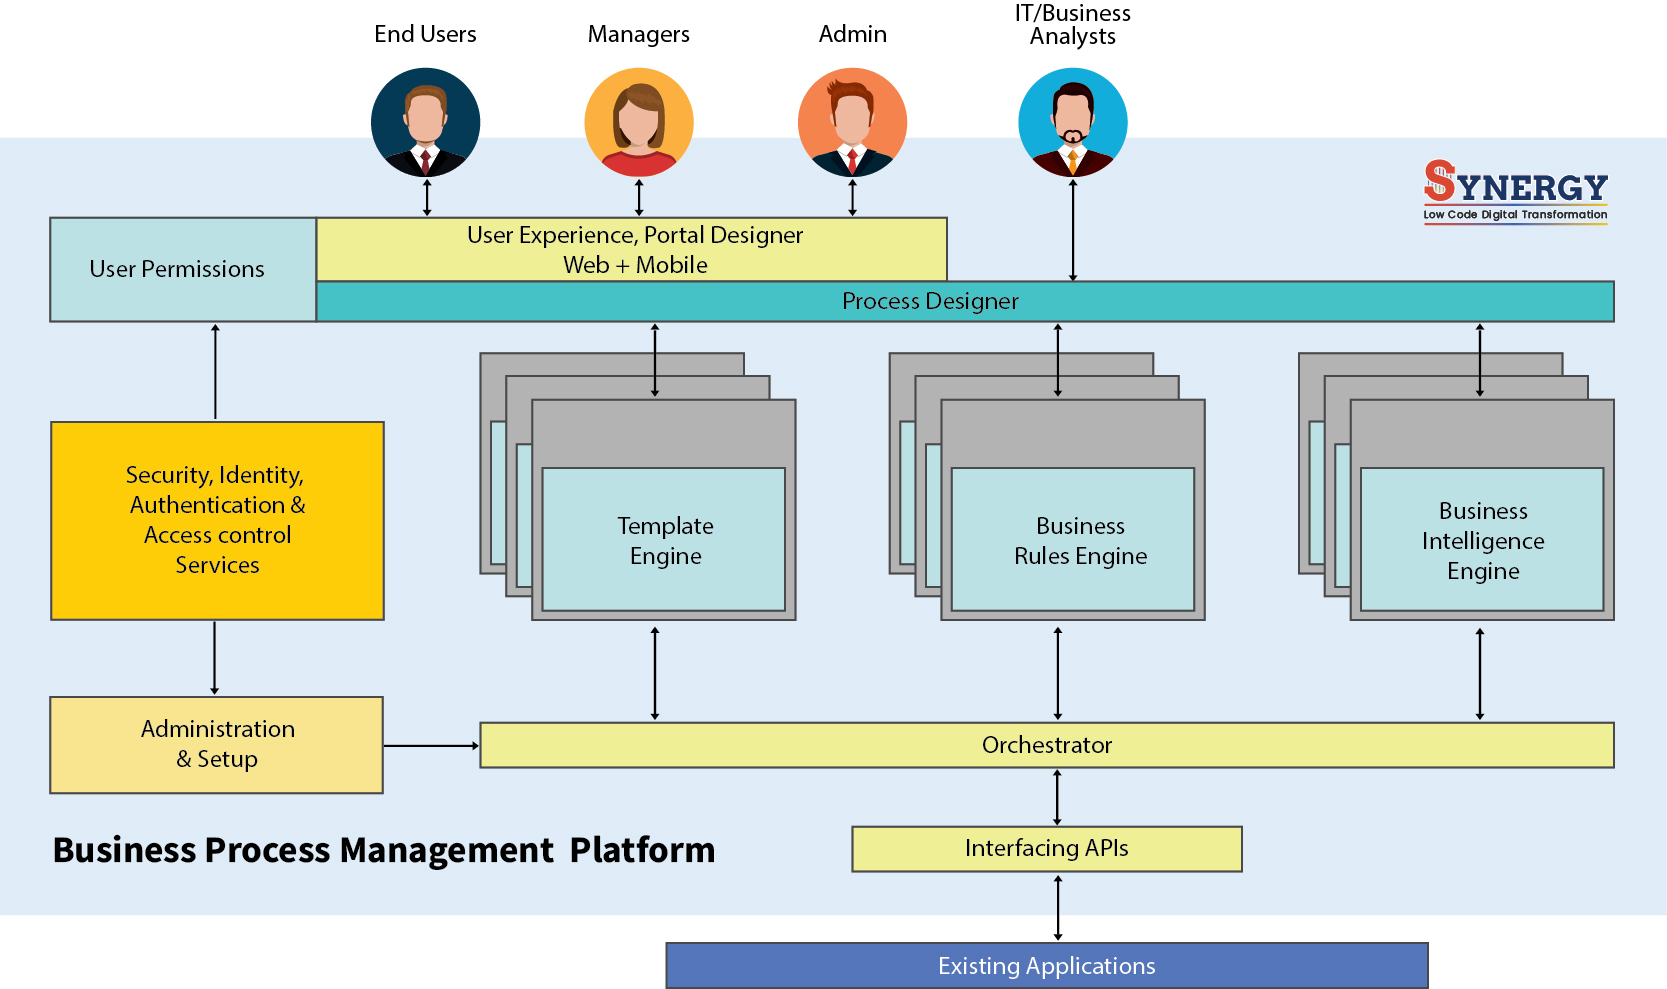 End Users
Managers
Admin
IT/Business
Analysts
SYNERGY
Low Code Digital Transformation
User Permissions
User Experience, Portal Designer
Web + Mobile
Process Designer
Security, Identity,
Authentication &
Access control
Services
Template
Engine
Business
Rules Engine
Business
Intelligence
Engine
Administration
& Setup
Orchestrator
Business Process Management  Platform
Interfacing APIs
Existing Applications